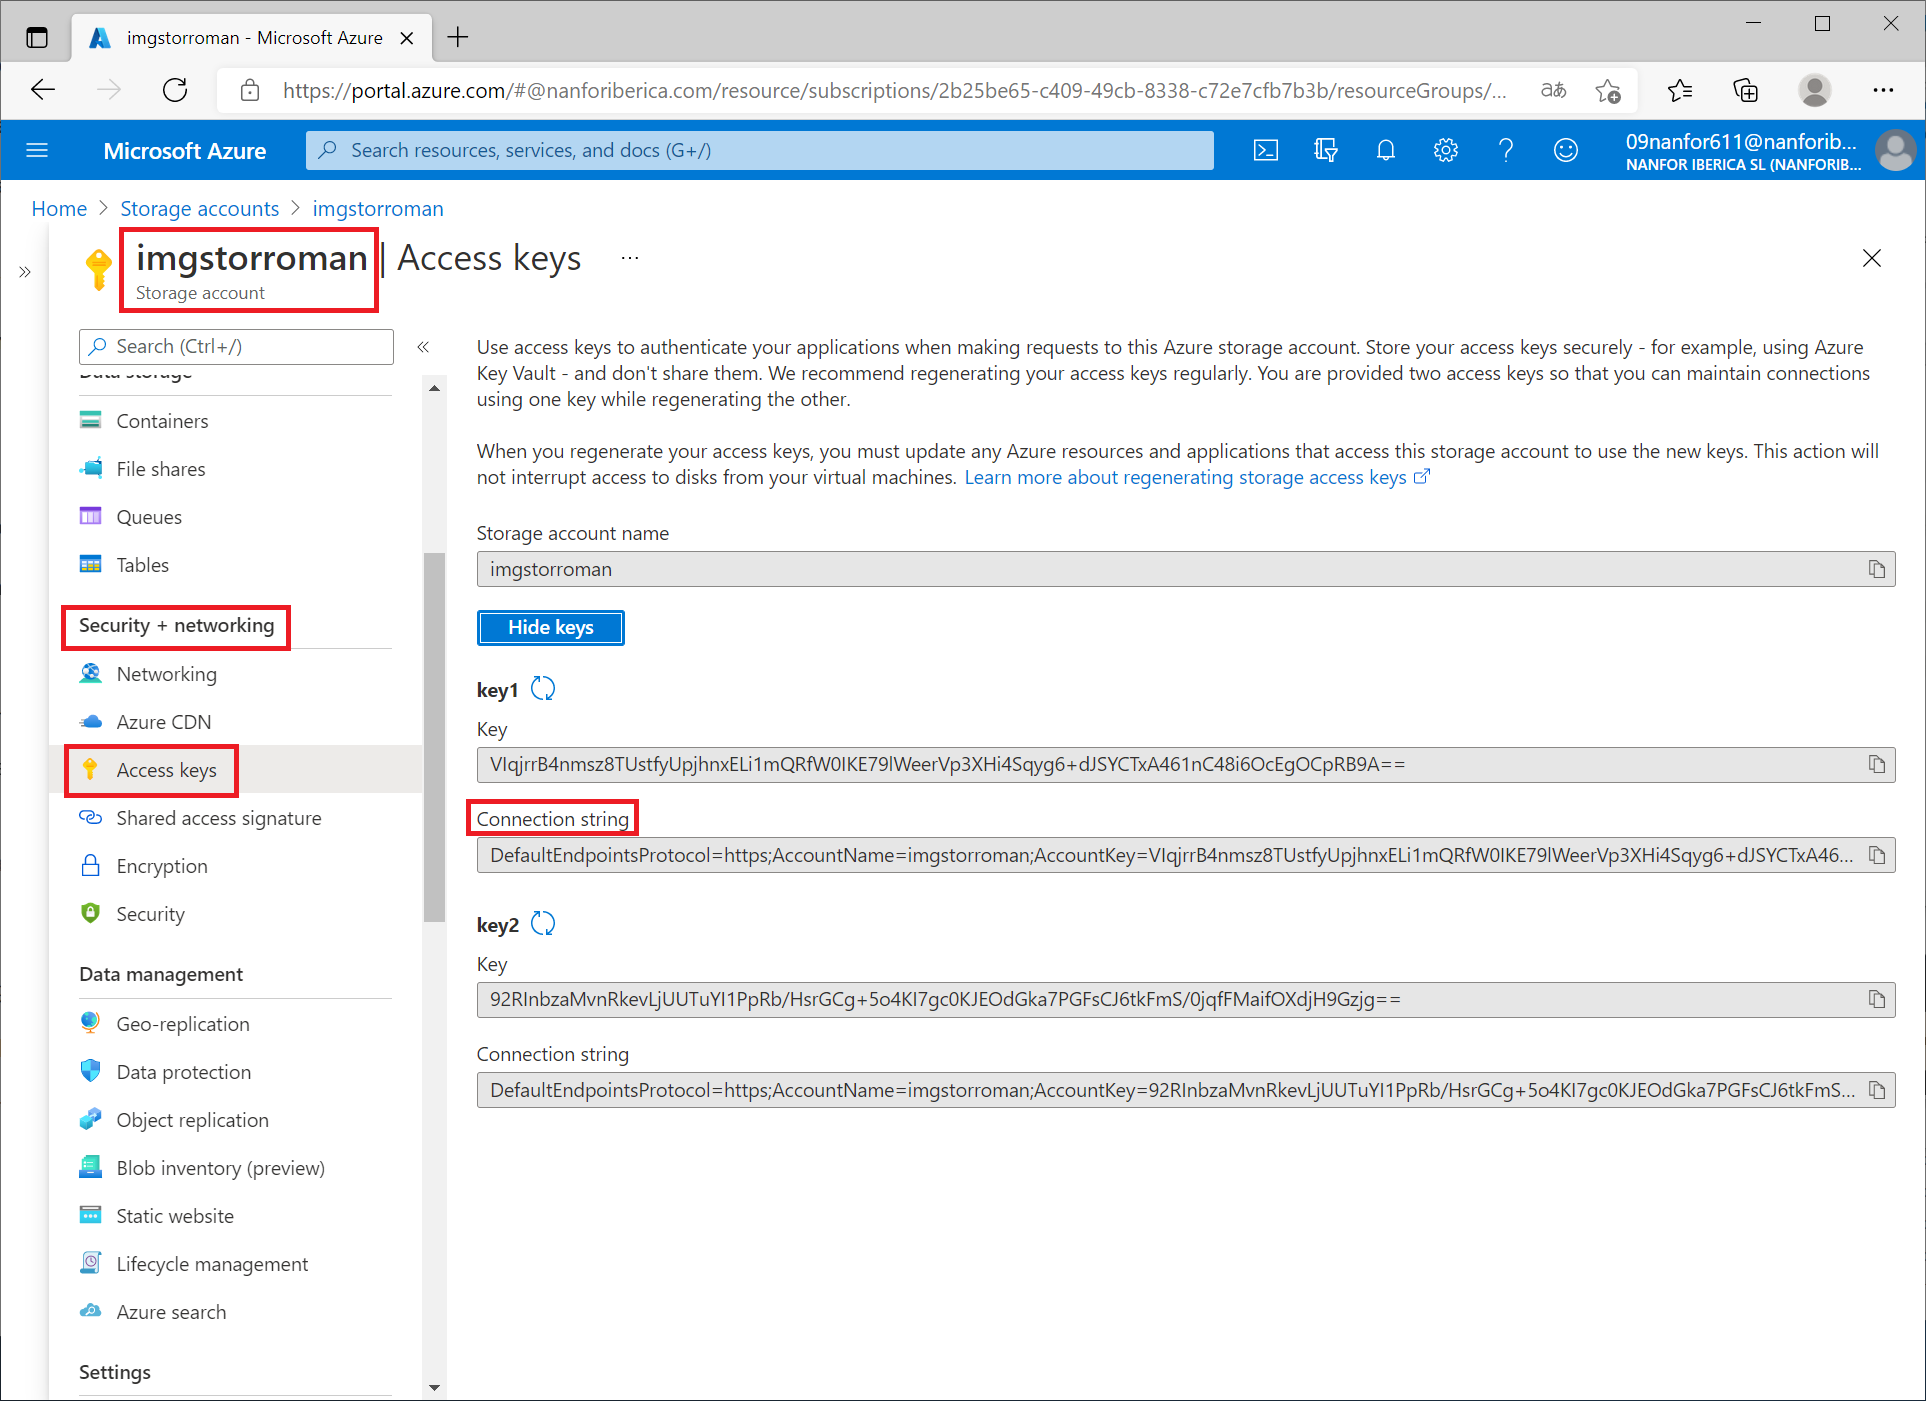 imgstorroman - Microsoft Azure
https://portal.azure.com/#@nanforiberica.com/resource/subscriptions/2b25be65-c409-49cb-8338-c72e7cfb7b3b/resourceGroups/...
aあ
Microsoft Azure
Search resources, services, and docs (G+/)
09nanfor611@nanforib...
NANFOR IBERICA SL (NANFORIB...
Home > Storage accounts > imgstorroman
imgstorroman | Access keys ...
Storage account
Search (Ctrl+/)
Data storage
Containers
File shares
Queues
Tables
Security + networking
Networking
Azure CDN
Access keys
Shared access signature
Encryption
Security
Data management
Geo-replication
Data protection
Object replication
Blob inventory (preview)
Static website
Lifecycle management
Azure search
Settings
Use access keys to authenticate your applications when making requests to this Azure storage account. Store your access keys securely - for example, using Azure
Key Vault - and don't share them. We recommend regenerating your access keys regularly. You are provided two access keys so that you can maintain connections
using one key while regenerating the other.
When you regenerate your access keys, you must update any Azure resources and applications that access this storage account to use the new keys. This action will
not interrupt access to disks from your virtual machines. Learn more about regenerating storage access keys
Storage account name
imgstorroman
Hide keys
key1
Key
VIqjrrB4nmsz8TUstfyUpjhnxELi1mQRfW0IKE79lWeerVp3XHi4Sqyg6+dJSYCTxA461nC48i6OcEgOCpRB9A==
Connection string
DefaultEndpointsProtocol=https;AccountName=imgstorroman;AccountKey=VIqjrrB4nmsz8TUstfyUpjhnxELi1mQRfW0IKE79lWeerVp3XHi4Sqyg6+dJSYCTxA46...
key2
Key
92RInbzaMvnRkevLjUUTuYI1PpRb/HsrGCg+5o4KI7gc0KJEOdGka7PGFsCJ6tkFmS/0jqfFMaifOXdjH9Gzjg==
Connection string
DefaultEndpointsProtocol=https;AccountName=imgstorroman;AccountKey=92RInbzaMvnRkevLjUUTuYI1PpRb/HsrGCg+5o4KI7gc0KJEOdGka7PGFsCJ6tkFmS...